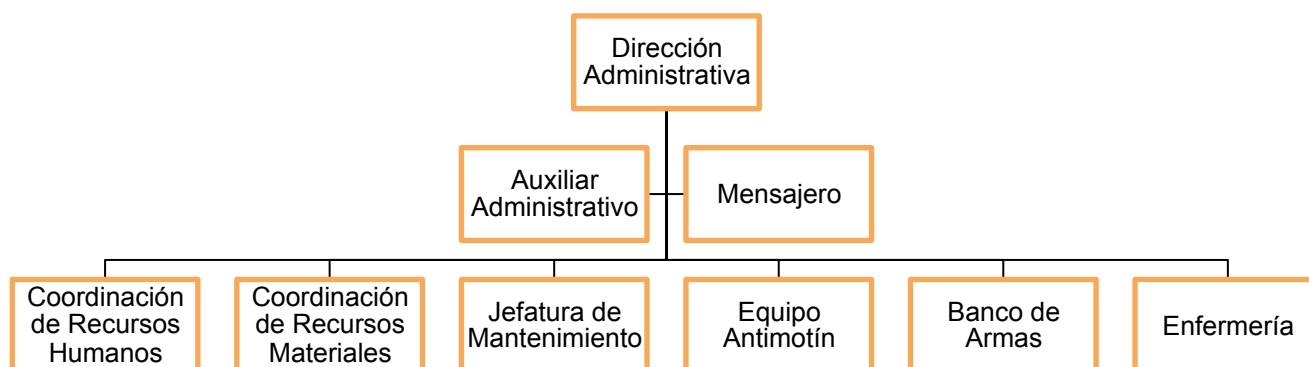 Dirección
Administrativa
Auxiliar
Administrativo
Mensajero
Coordinación
de Recursos
Humanos
Coordinación
de Recursos
Materiales
Jefatura de
Mantenimiento
Equipo
Antimotín
Banco de
Armas
Enfermería